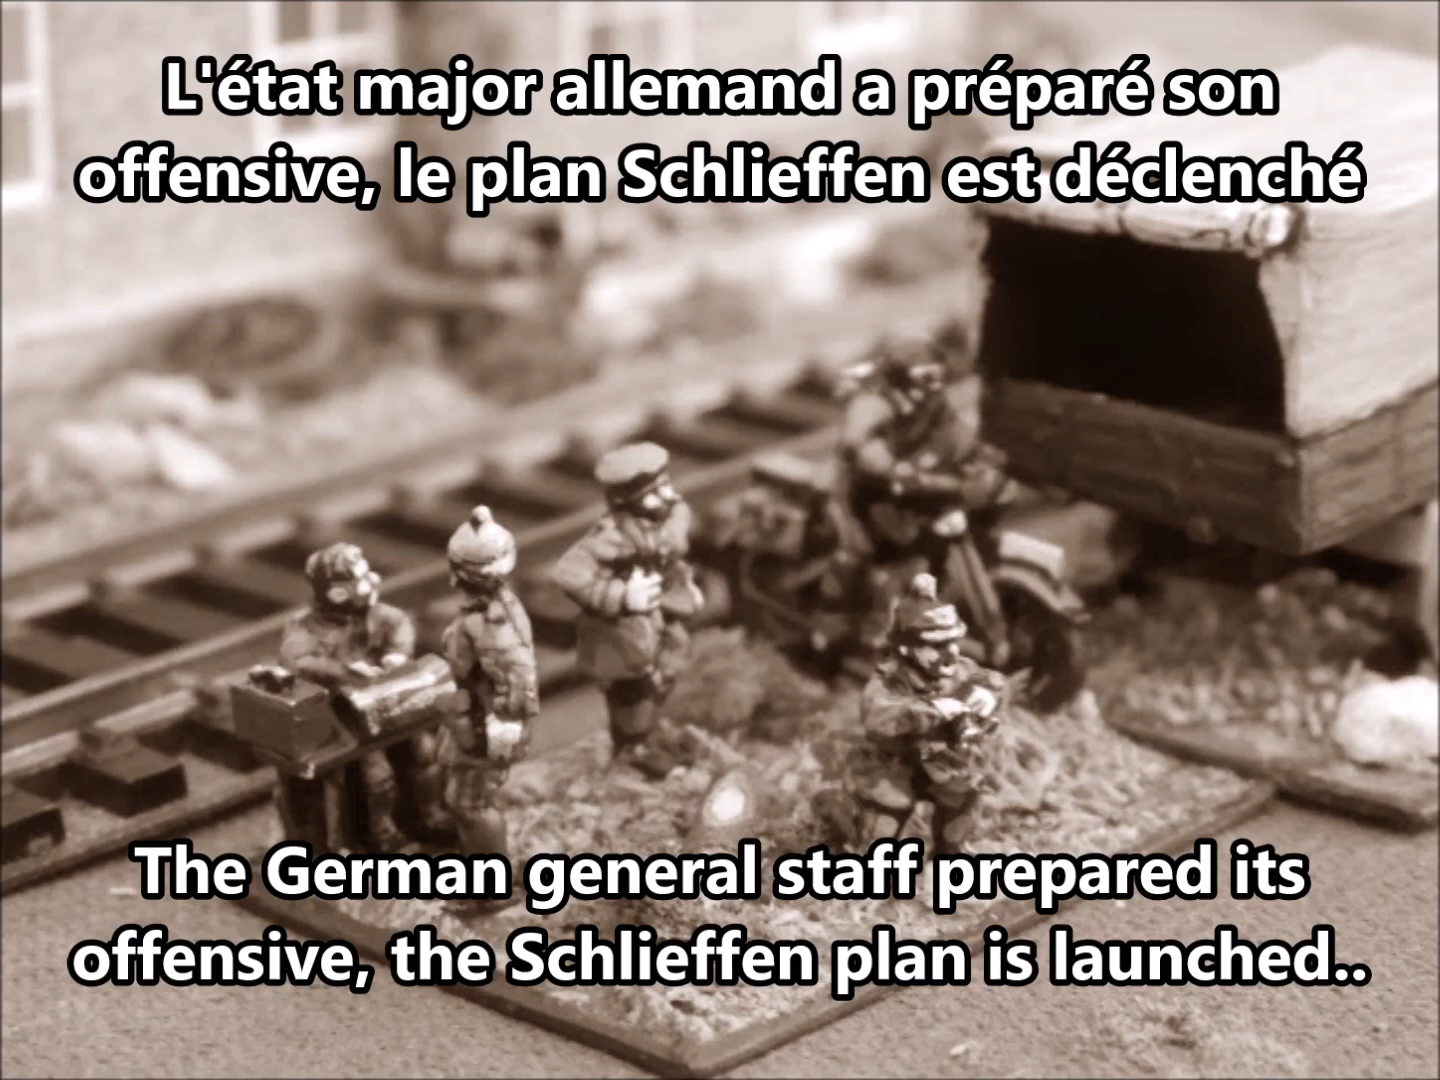 L'état major allemand a préparé son
offensive, le plan Schlieffen est déclenché
The German general staff prepared its
offensive, the Schlieffen plan is launched..